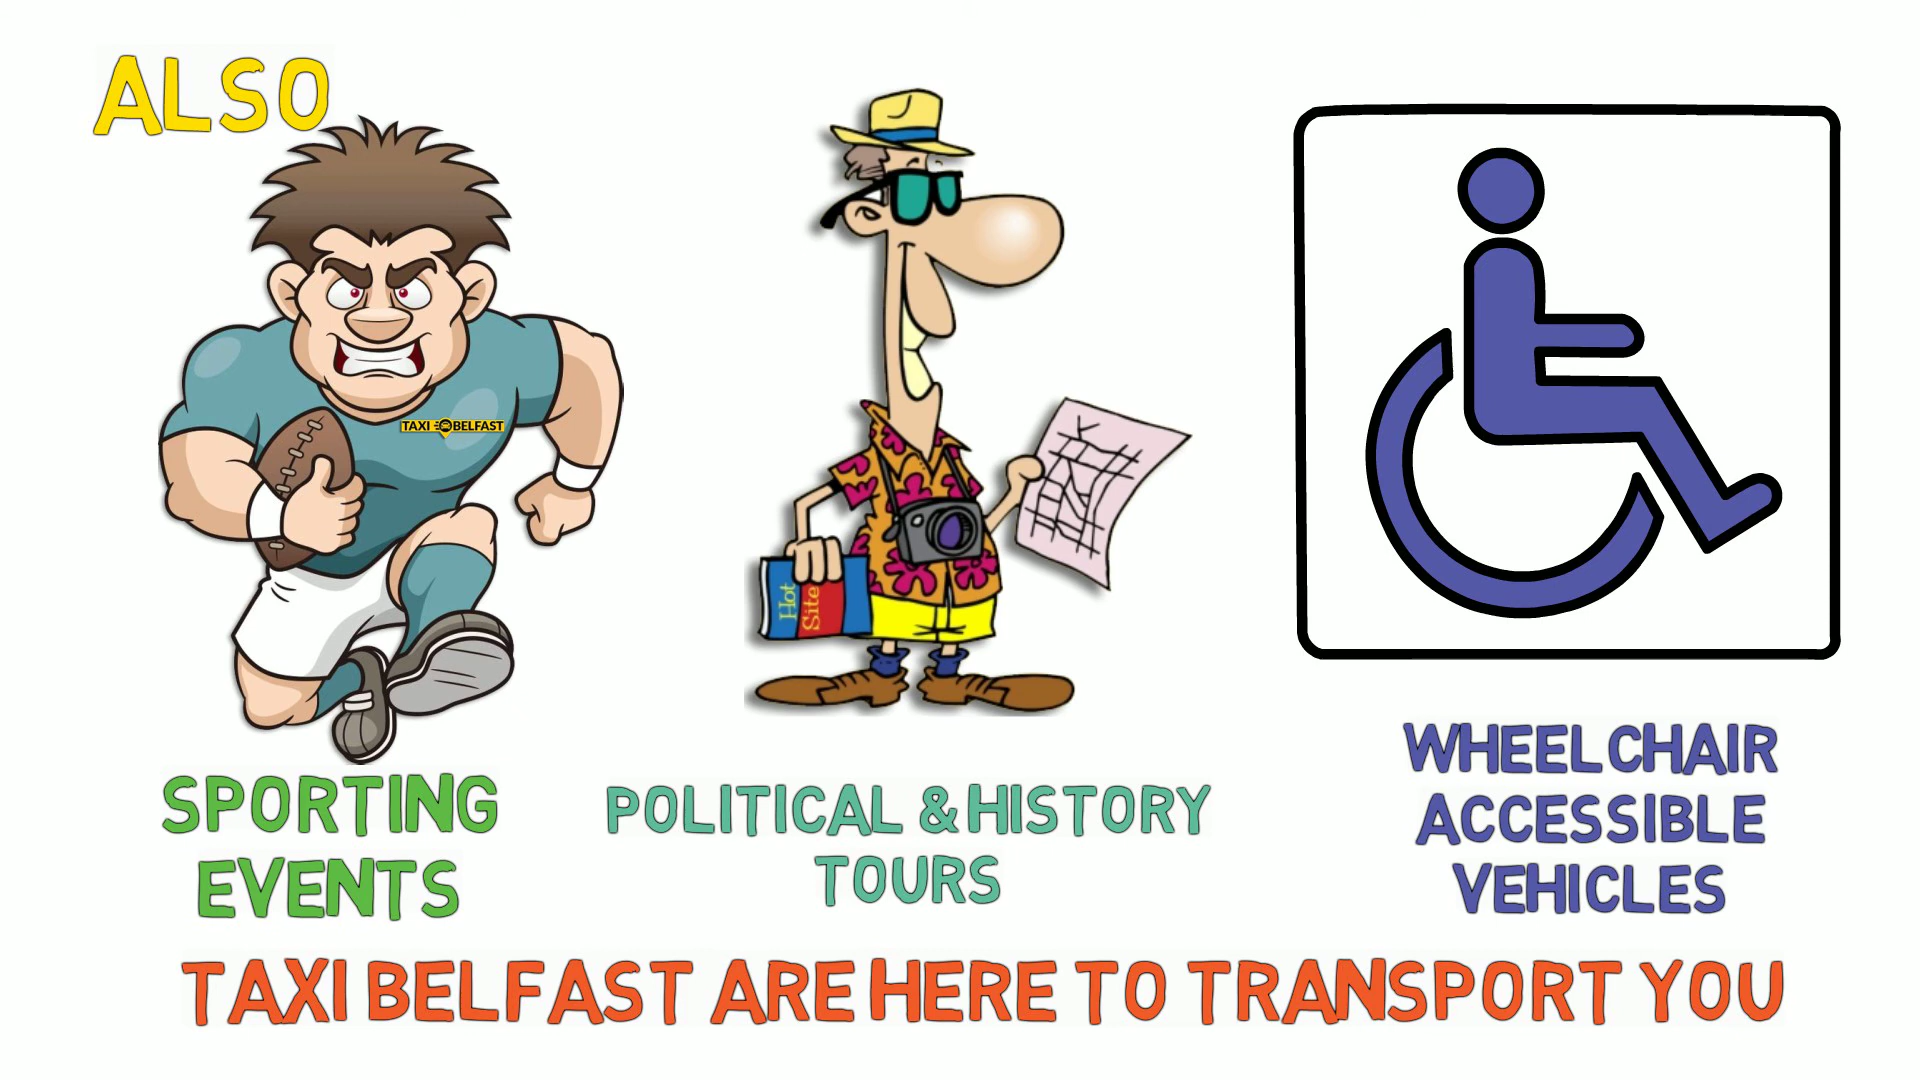 ALSO
TAXI BELFAST
Hot
Site
SPORTING
EVENTS
POLITICAL & HISTORY
TOURS
WHEELCHAIR
ACCESSIBLE
VEHICLES
TAXI BELFAST ARE HERE TO TRANSPORT YOU